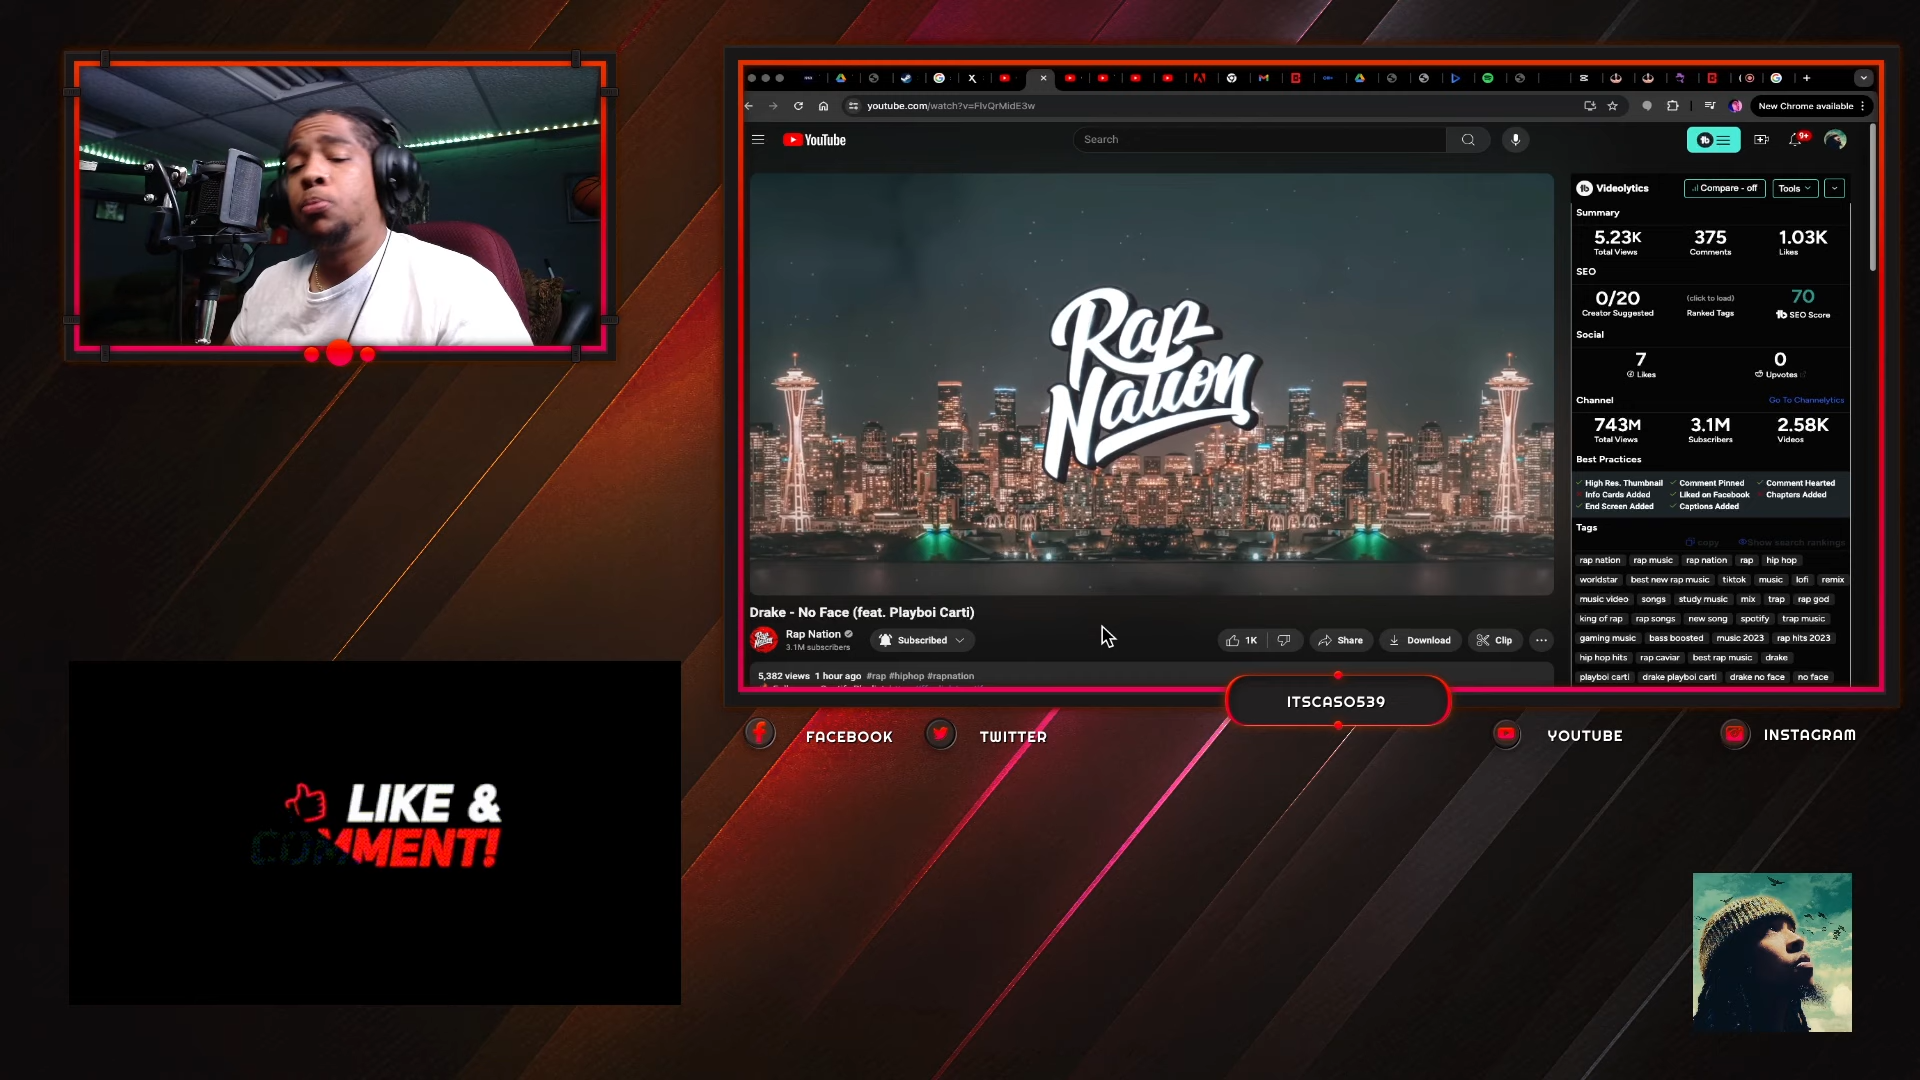 youtube.com/watch?v=FlvQrMidE3w
New Chrome available
YouTube
Search
9+
Rap
Nation
Drake - No Face (feat. Playboi Carti)
Rap Nation
3.1M subscribers
Subscribed
1K
Share
Download
Clip
5,382 views 1 hour ago #rap #hiphop #rapnation
Videolytics
Compare - off
Tools
Summary
5.23K 375 1.03K
Total Views Comments Likes
SEO
0/20 (click to load) 70
Creator Suggested Ranked Tags SEO Score
Social
7 0
Likes Upvotes
Channel Go To Channelytics
743M 3.1M 2.58K
Total Views Subscribers Videos
Best Practices
High Res. Thumbnail Comment Pinned Comment Hearted
Info Cards Added Liked on Facebook Chapters Added
End Screen Added Captions Added
Tags
copy Show search rankings
rap nation rap music rap nation rap hip hop
worldstar best new rap music tiktok music lofi remix
music video songs study music mix trap rap god
king of rap rap songs new song spotify trap music
gaming music bass boosted music 2023 rap hits 2023
hip hop hits rap caviar best rap music drake
playboi carti drake playboi carti drake no face no face
ITSCASO539
FACEBOOK TWITTER YOUTUBE INSTAGRAM
LIKE &
COMMENT!